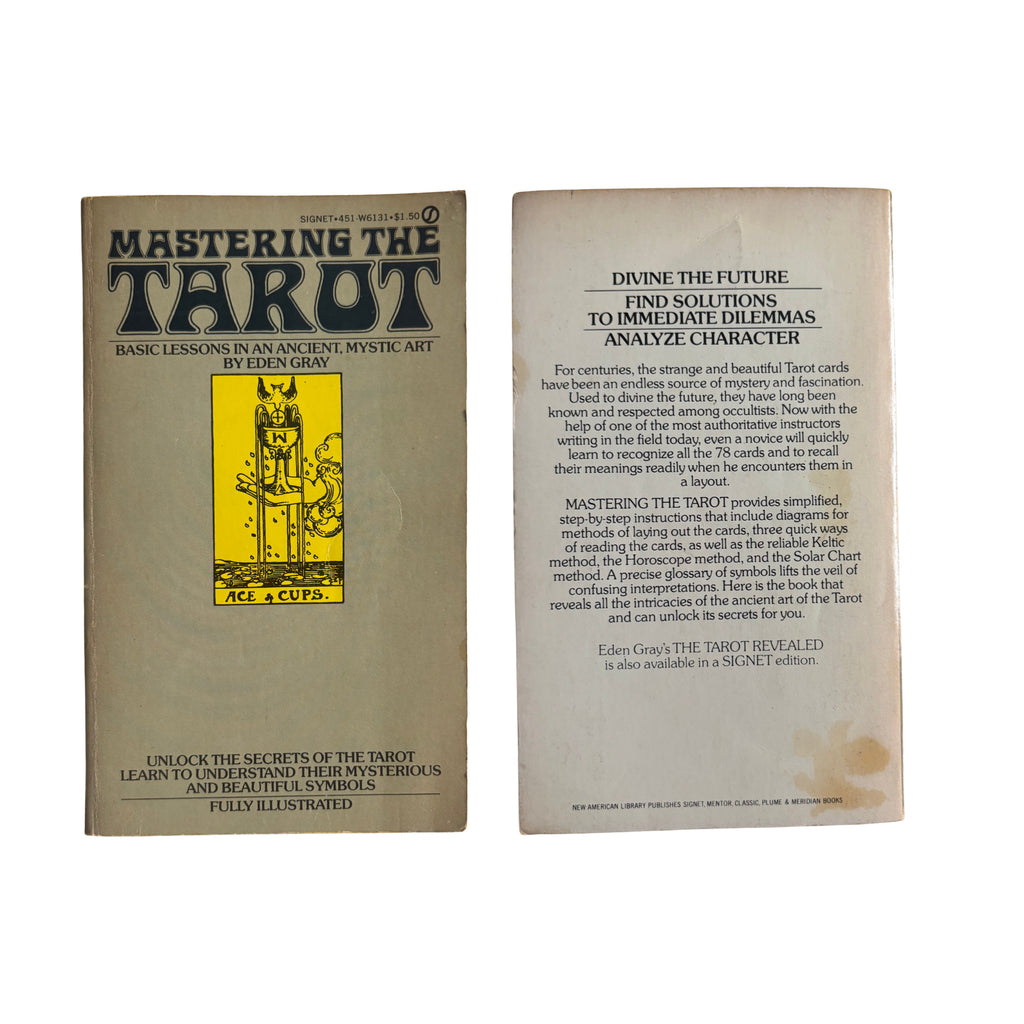 SIGNET•451-W6131•$1.50
MASTERING THE
TAROT
BASIC LESSONS IN AN ANCIENT, MYSTIC ART
BY EDEN GRAY
W
ACE of CUPS.
UNLOCK THE SECRETS OF THE TAROT
LEARN TO UNDERSTAND THEIR MYSTERIOUS
AND BEAUTIFUL SYMBOLS
FULLY ILLUSTRATED
DIVINE THE FUTURE
FIND SOLUTIONS
TO IMMEDIATE DILEMMAS
ANALYZE CHARACTER
For centuries, the strange and beautiful Tarot cards
have been an endless source of mystery and fascination.
Used to divine the future, they have long been
known and respected among occultists. Now with the
help of one of the most authoritative instructors
writing in the field today, even a novice will quickly
learn to recognize all the 78 cards and to recall
their meanings readily when he encounters them in
a layout.
MASTERING THE TAROT provides simplified,
step-by-step instructions that include diagrams for
methods of laying out the cards, three quick ways
of reading the cards, as well as the reliable Keltic
method, the Horoscope method, and the Solar Chart
method. A precise glossary of symbols lifts the veil of
confusing interpretations. Here is the book that
reveals all the intricacies of the ancient art of the Tarot
and can unlock its secrets for you.
Eden Gray's THE TAROT REVEALED
is also available in a SIGNET edition.
NEW AMERICAN LIBRARY PUBLISHES SIGNET, MENTOR, CLASSIC, PLUME & MERIDIAN BOOKS